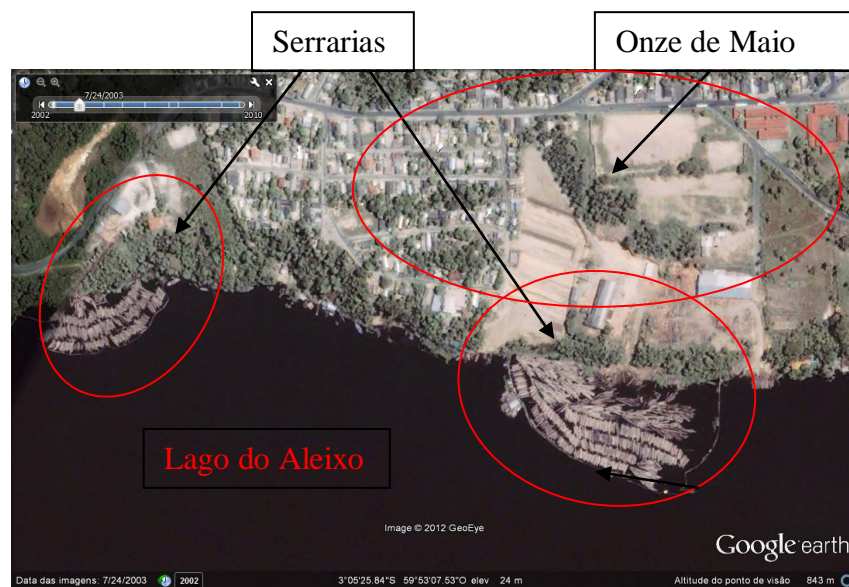 Serrarias
Onze de Maio
7/24/2003
2002
2010
Lago do Aleixo
Image © 2012 GeoEye
Google earth
Data das imagens: 7/24/2003
2002
3°05'25.84"S 59°53'07.53"O elev 24 m
Altitude do ponto de visão 843 m